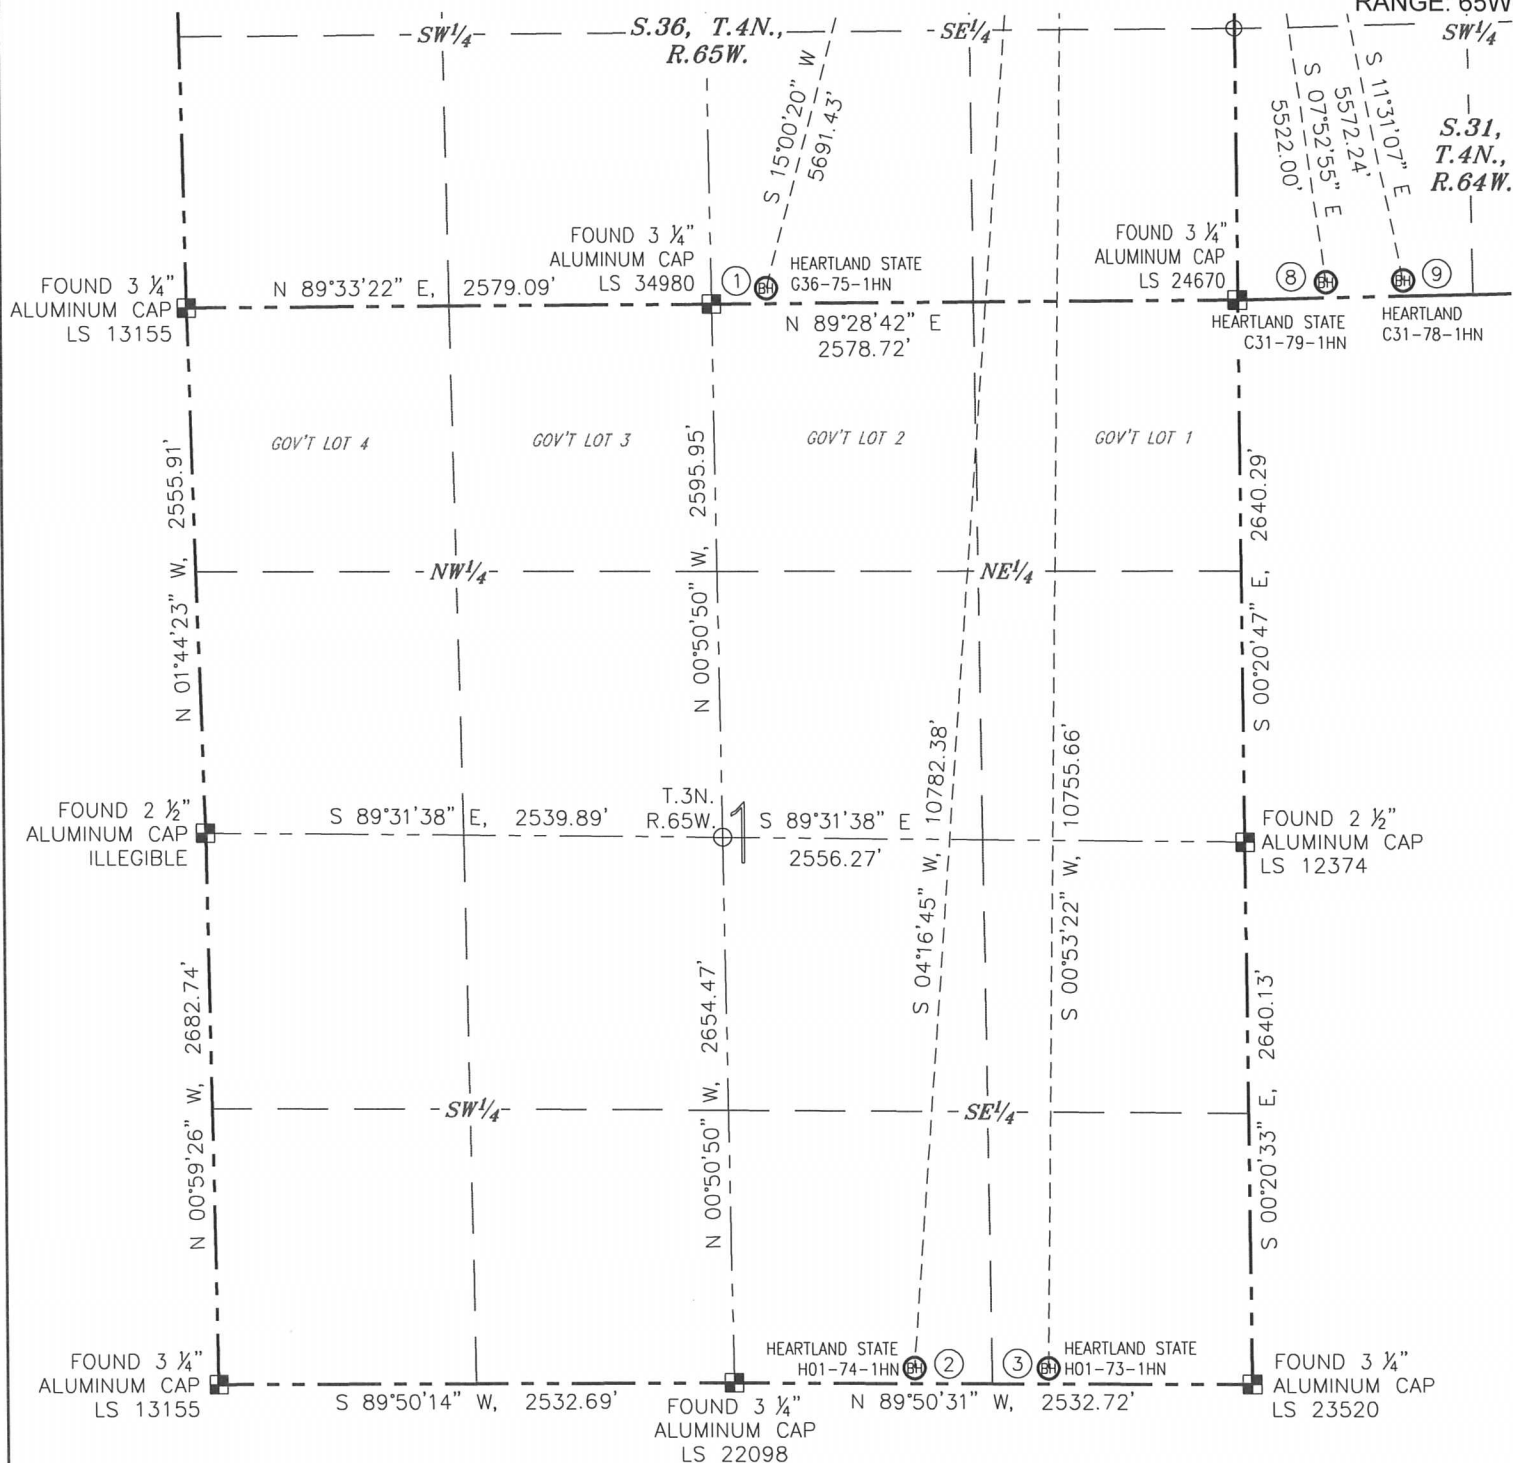 RANGE: 65W
SW¼
S.36, T.4N.,
R.65W.
SE¼
SW¼
S 15°00'20" W
5691.43'
S 07°52'55" E
5522.00'
S 11°31'07" E
5572.24'
S.31,
T.4N.,
R.64W.
FOUND 3 ¼"
ALUMINUM CAP
LS 13155
N 89°33'22" E, 2579.09'
FOUND 3 ¼"
ALUMINUM CAP
LS 34980
1
BH
HEARTLAND STATE
G36-75-1HN
N 89°28'42" E
2578.72'
FOUND 3 ¼"
ALUMINUM CAP
LS 24670
8
BH
HEARTLAND STATE
C31-79-1HN
BH
9
HEARTLAND
C31-78-1HN
GOV'T LOT 4
GOV'T LOT 3
GOV'T LOT 2
GOV'T LOT 1
N 01°44'23" W, 2555.91'
N 00°50'50" W, 2595.95'
S 00°20'47" E, 2640.29'
NW¼
NE¼
FOUND 2 ½"
ALUMINUM CAP
ILLEGIBLE
S 89°31'38" E, 2539.89'
T.3N.
R.65W.
1
S 89°31'38" E
2556.27'
S 04°16'45" W, 10782.38'
S 00°53'22" W, 10755.66'
FOUND 2 ½"
ALUMINUM CAP
LS 12374
N 00°59'26" W, 2682.74'
N 00°50'50" W, 2654.47'
S 00°20'33" E, 2640.13'
SW¼
SE¼
FOUND 3 ¼"
ALUMINUM CAP
LS 13155
S 89°50'14" W, 2532.69'
FOUND 3 ¼"
ALUMINUM CAP
LS 22098
HEARTLAND STATE
H01-74-1HN
BH
2
3
BH
HEARTLAND STATE
H01-73-1HN
N 89°50'31" W, 2532.72'
FOUND 3 ¼"
ALUMINUM CAP
LS 23520